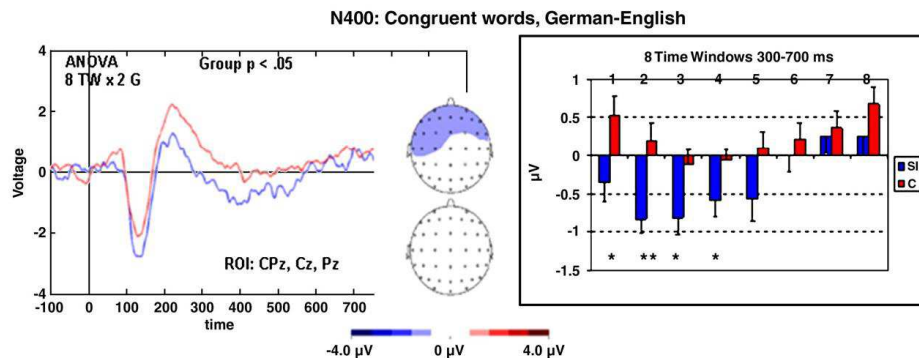 N400: Congruent words, German-English
4
2
0
-2
-4
Voltage
ANOVA
8 TW x 2 G
Group p < .05
ROI: CPz, Cz, Pz
-100 0 100 200 300 400 500 600 700
time
-4.0 µV 0 µV 4.0 µV
8 Time Windows 300-700 ms
1 2 3 4 5 6 7 8
1
0.5
0
-0.5
-1
-1.5
µV
* ** * *
SI
C